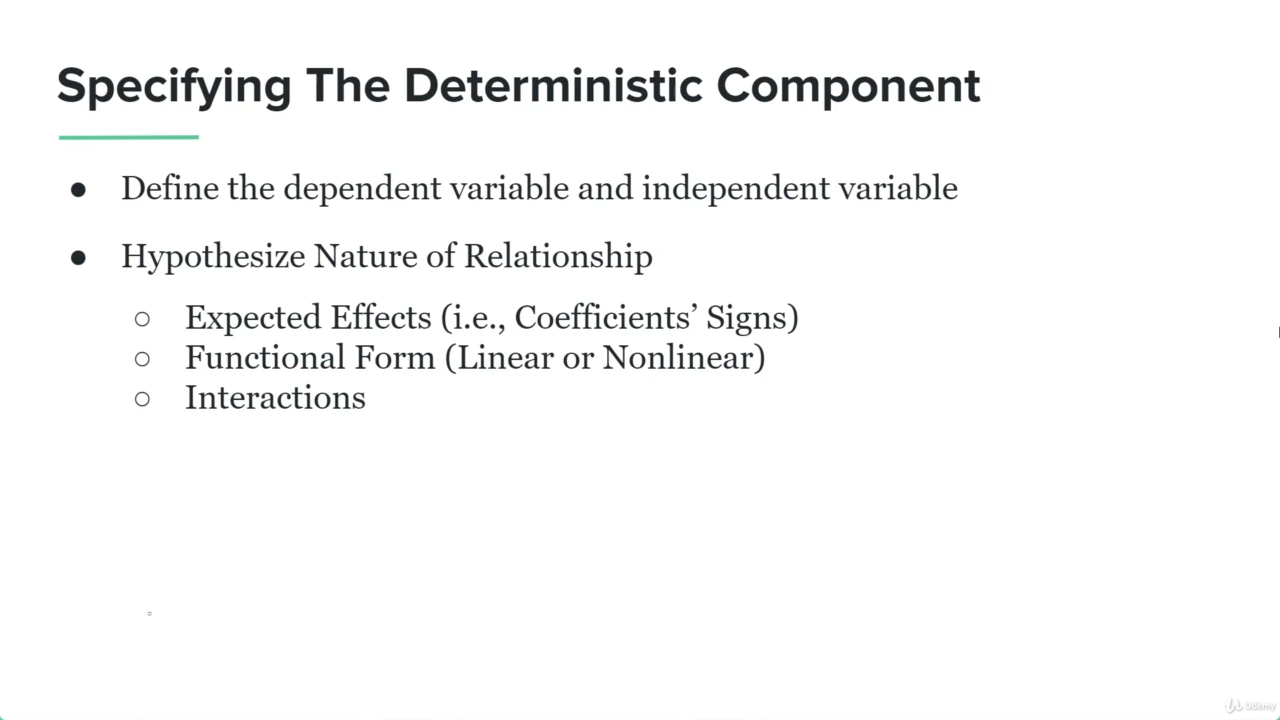 Specifying The Deterministic Component
● Define the dependent variable and independent variable
● Hypothesize Nature of Relationship
○ Expected Effects (i.e., Coefficients’ Signs)
○ Functional Form (Linear or Nonlinear)
○ Interactions
Udemy